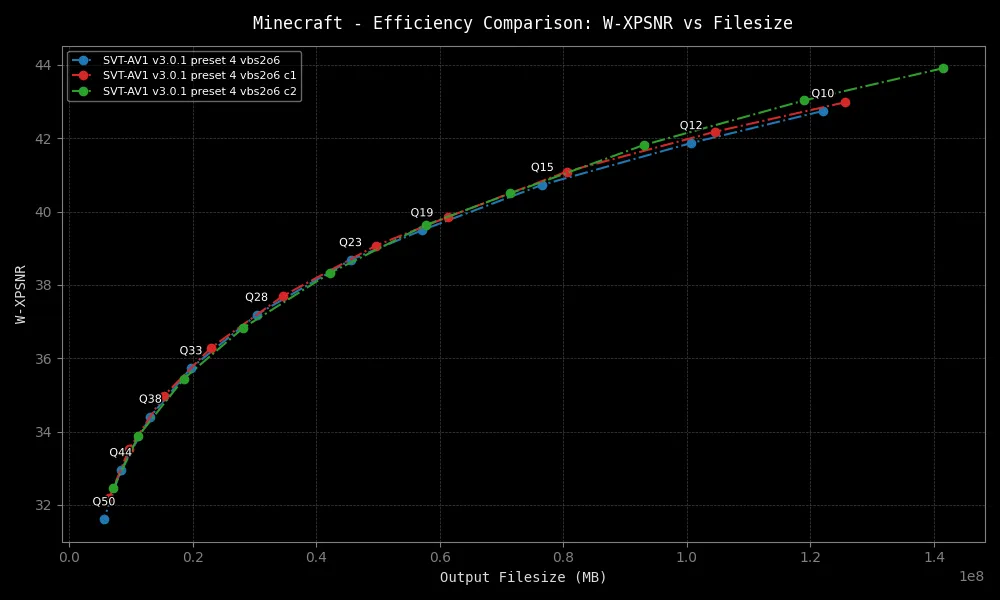 Minecraft - Efficiency Comparison: W-XPSNR vs Filesize
SVT-AV1 v3.0.1 preset 4 vbs2o6
SVT-AV1 v3.0.1 preset 4 vbs2o6 c1
SVT-AV1 v3.0.1 preset 4 vbs2o6 c2
44
42
40
38
36
34
32
W-XPSNR
Q10
Q12
Q15
Q19
Q23
Q28
Q33
Q38
Q44
Q50
0.0
0.2
0.4
0.6
0.8
1.0
1.2
1.4
1e8
Output Filesize (MB)